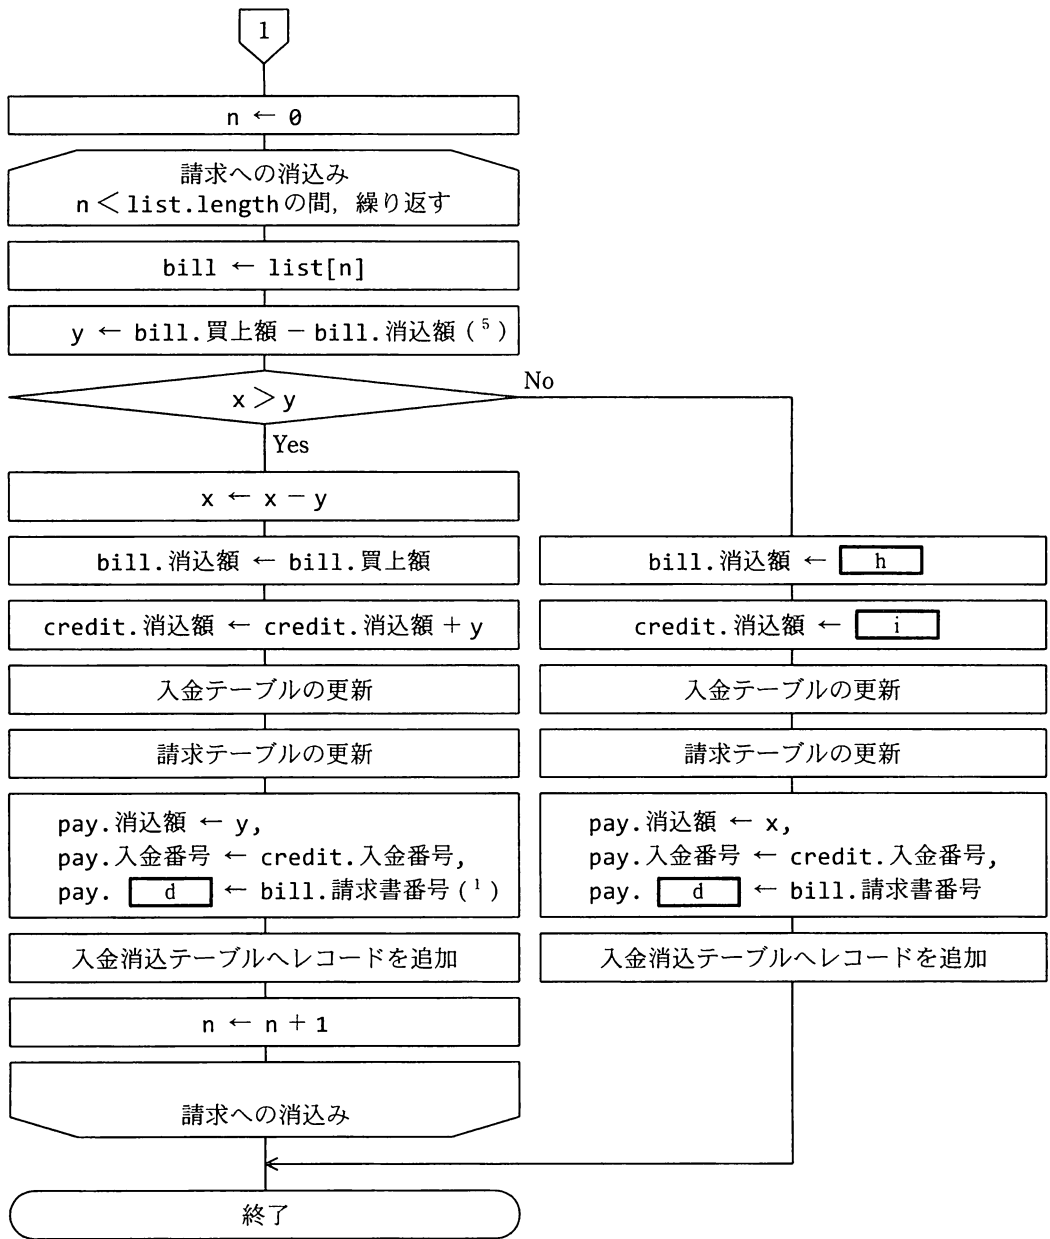 1
n ← 0
請求への消込み
n＜list.lengthの間，繰り返す
bill ← list[n]
y ← bill.買上額 − bill.消込額(⁵)
x＞y
No
Yes
x ← x − y
bill.消込額 ← bill.買上額
credit.消込額 ← credit.消込額 + y
入金テーブルの更新
請求テーブルの更新
pay.消込額 ← y,
pay.入金番号 ← credit.入金番号,
pay. d ← bill.請求書番号(¹)
入金消込テーブルへレコードを追加
n ← n + 1
請求への消込み
bill.消込額 ← h
credit.消込額 ← i
入金テーブルの更新
請求テーブルの更新
pay.消込額 ← x,
pay.入金番号 ← credit.入金番号,
pay. d ← bill.請求書番号
入金消込テーブルへレコードを追加
終了